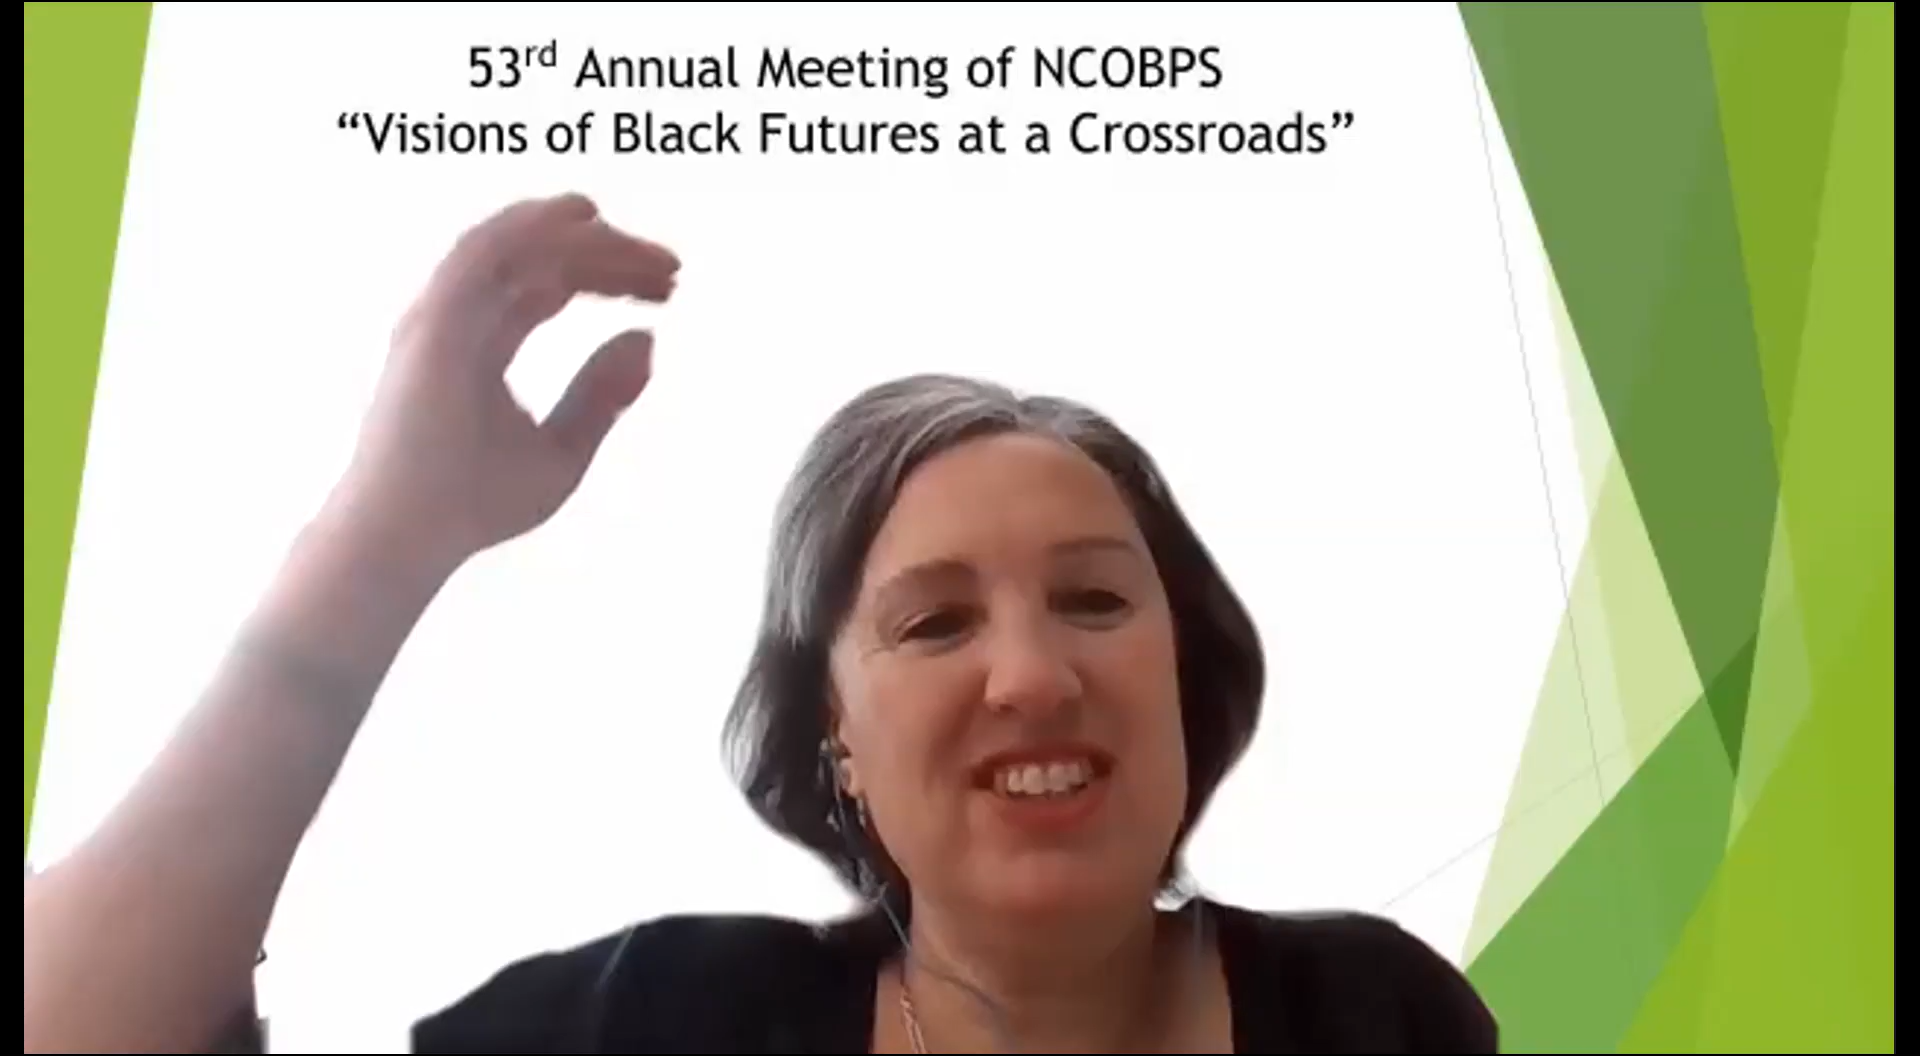 53rd Annual Meeting of NCOBPS
“Visions of Black Futures at a Crossroads”